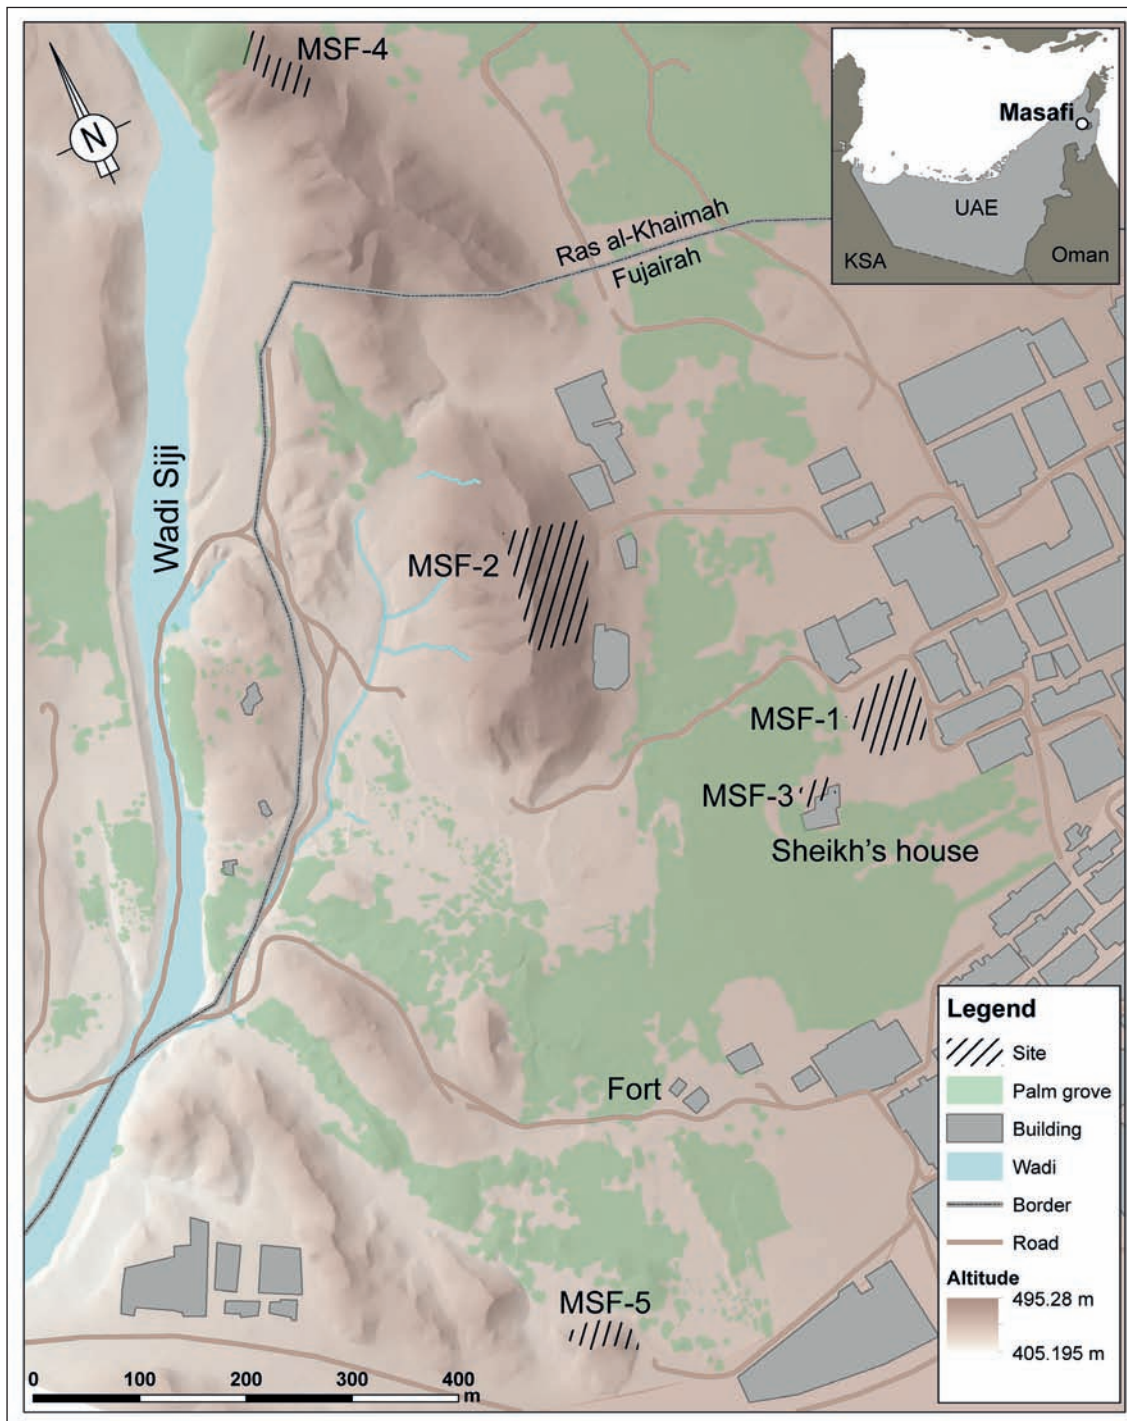 MSF-4
N
Masafi
UAE
KSA
Oman
Ras al-Khaimah
Fujairah
Wadi Siji
MSF-2
MSF-1
MSF-3
Sheikh's house
Fort
MSF-5
Legend
Site
Palm grove
Building
Wadi
Border
Road
Altitude
495.28 m
405.195 m
0 100 200 300 400
m